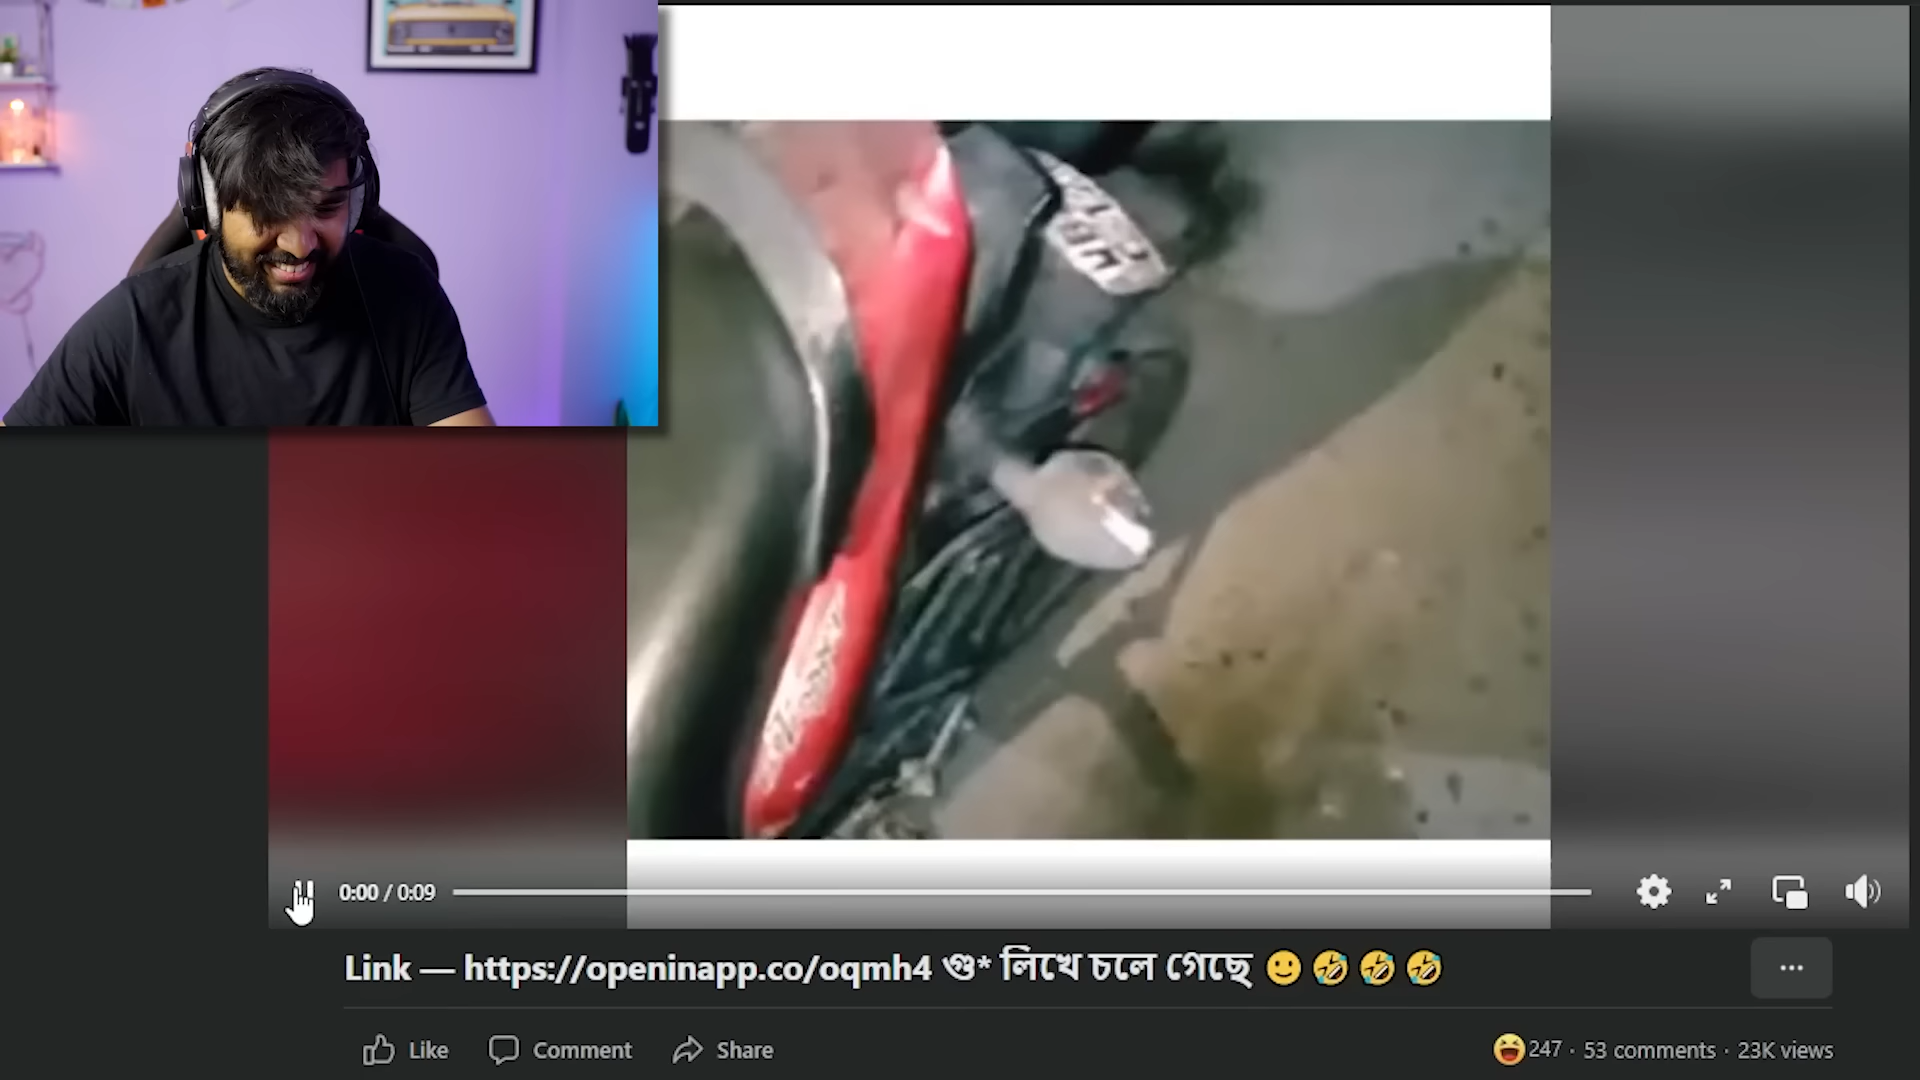 0:00 / 0:09
Link — https://openinapp.co/oqmh4 গু* লিখে চলে গেছে 🙂 🤣 🤣 🤣
Like Comment Share 247 · 53 comments · 23K views